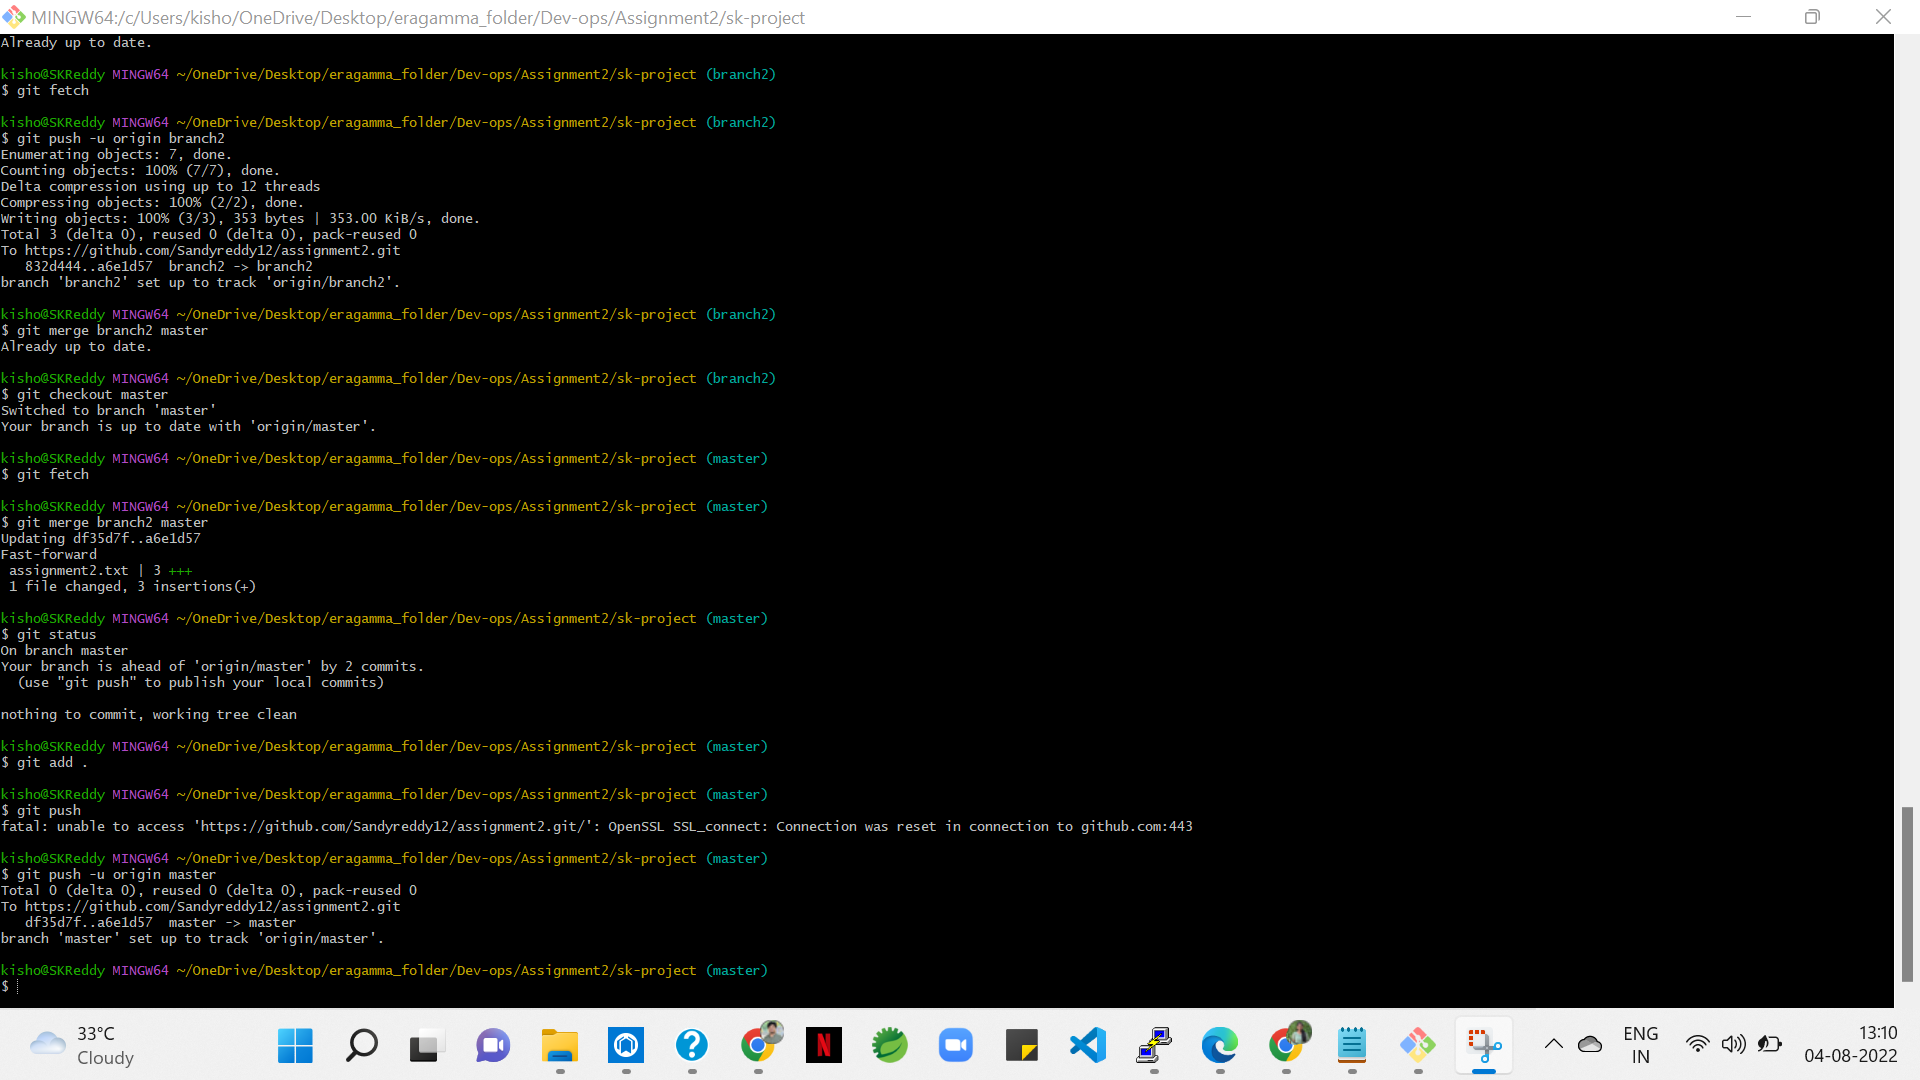 MINGW64:/c/Users/kisho/OneDrive/Desktop/eragamma_folder/Dev-ops/Assignment2/sk-project
Already up to date.
kisho@SKReddy MINGW64 ~/OneDrive/Desktop/eragamma_folder/Dev-ops/Assignment2/sk-project (branch2)
$ git fetch
kisho@SKReddy MINGW64 ~/OneDrive/Desktop/eragamma_folder/Dev-ops/Assignment2/sk-project (branch2)
$ git push -u origin branch2
Enumerating objects: 7, done.
Counting objects: 100% (7/7), done.
Delta compression using up to 12 threads
Compressing objects: 100% (2/2), done.
Writing objects: 100% (3/3), 353 bytes | 353.00 KiB/s, done.
Total 3 (delta 0), reused 0 (delta 0), pack-reused 0
To https://github.com/Sandyreddy12/assignment2.git
832d444..a6e1d57  branch2 -> branch2
branch 'branch2' set up to track 'origin/branch2'.
kisho@SKReddy MINGW64 ~/OneDrive/Desktop/eragamma_folder/Dev-ops/Assignment2/sk-project (branch2)
$ git merge branch2 master
Already up to date.
kisho@SKReddy MINGW64 ~/OneDrive/Desktop/eragamma_folder/Dev-ops/Assignment2/sk-project (branch2)
$ git checkout master
Switched to branch 'master'
Your branch is up to date with 'origin/master'.
kisho@SKReddy MINGW64 ~/OneDrive/Desktop/eragamma_folder/Dev-ops/Assignment2/sk-project (master)
$ git fetch
kisho@SKReddy MINGW64 ~/OneDrive/Desktop/eragamma_folder/Dev-ops/Assignment2/sk-project (master)
$ git merge branch2 master
Updating df35d7f..a6e1d57
Fast-forward
assignment2.txt | 3 +++
1 file changed, 3 insertions(+)
kisho@SKReddy MINGW64 ~/OneDrive/Desktop/eragamma_folder/Dev-ops/Assignment2/sk-project (master)
$ git status
On branch master
Your branch is ahead of 'origin/master' by 2 commits.
(use "git push" to publish your local commits)
nothing to commit, working tree clean
kisho@SKReddy MINGW64 ~/OneDrive/Desktop/eragamma_folder/Dev-ops/Assignment2/sk-project (master)
$ git add .
kisho@SKReddy MINGW64 ~/OneDrive/Desktop/eragamma_folder/Dev-ops/Assignment2/sk-project (master)
$ git push
fatal: unable to access 'https://github.com/Sandyreddy12/assignment2.git/': OpenSSL SSL_connect: Connection was reset in connection to github.com:443
kisho@SKReddy MINGW64 ~/OneDrive/Desktop/eragamma_folder/Dev-ops/Assignment2/sk-project (master)
$ git push -u origin master
Total 0 (delta 0), reused 0 (delta 0), pack-reused 0
To https://github.com/Sandyreddy12/assignment2.git
df35d7f..a6e1d57  master -> master
branch 'master' set up to track 'origin/master'.
kisho@SKReddy MINGW64 ~/OneDrive/Desktop/eragamma_folder/Dev-ops/Assignment2/sk-project (master)
$
33°C
Cloudy
N
ENG
IN
13:10
04-08-2022